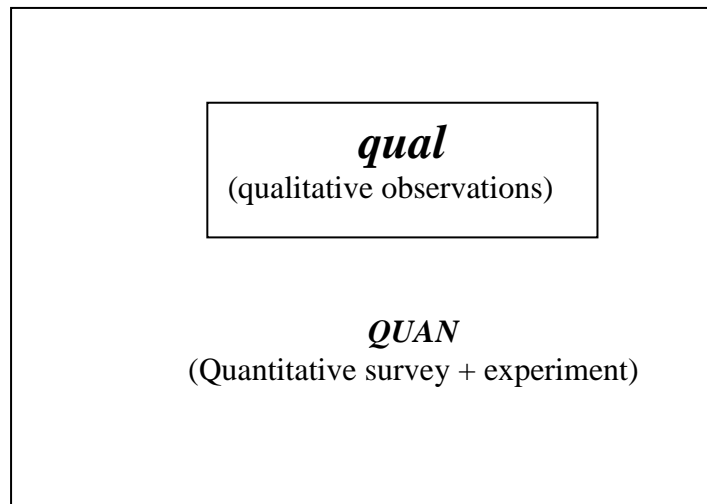 qual
(qualitative observations)
QUAN
(Quantitative survey + experiment)